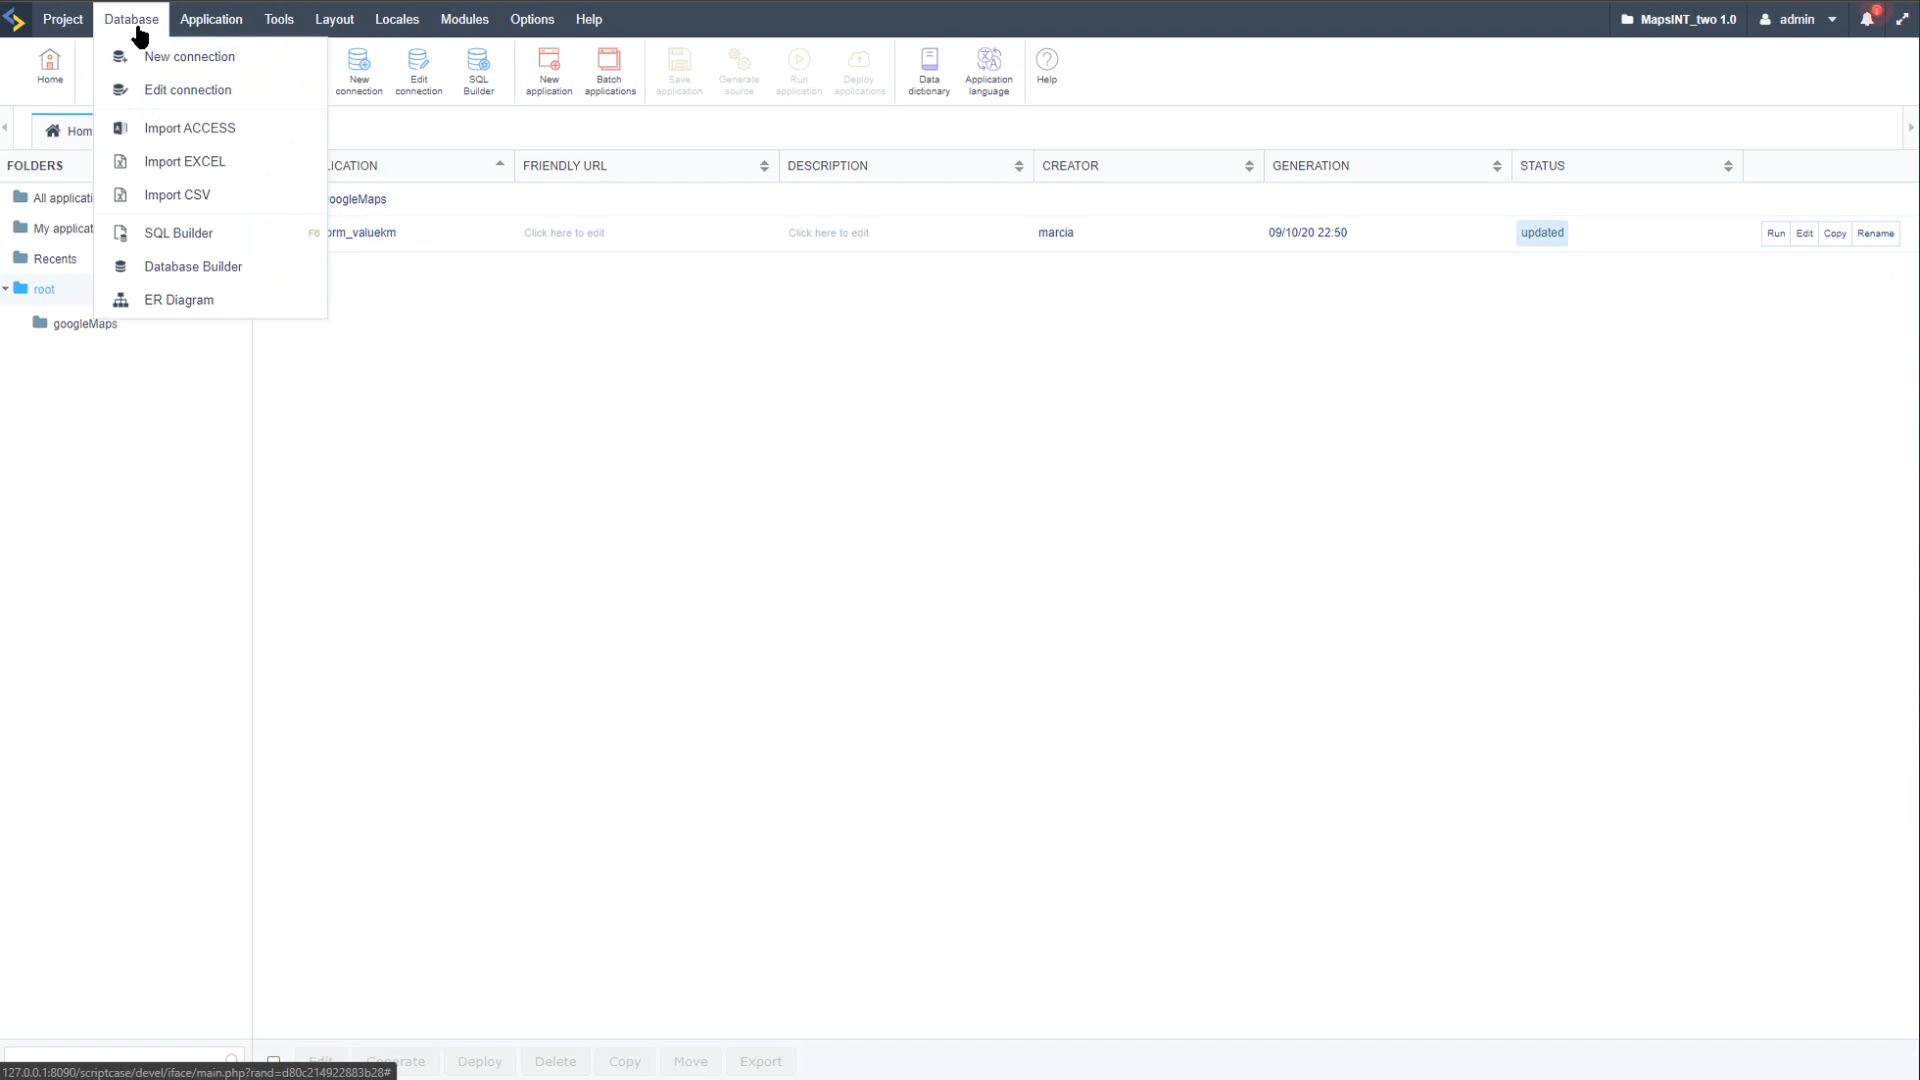 Project Database Application Tools Layout Locales Modules Options Help MapsINT_two 1.0 admin 1
Home New connection Edit connection SQL Builder New application Batch applications Save application Generate source Run application Deploy applications Data dictionary Application language Help
New connection
Edit connection
Import ACCESS
Import EXCEL
Import CSV
SQL Builder F6
Database Builder
ER Diagram
Hom
FOLDERS
All applicati
My applicat
Recents
root
googleMaps
LICATION FRIENDLY URL DESCRIPTION CREATOR GENERATION STATUS
oogleMaps
orm_valuekm Click here to edit Click here to edit marcia 09/10/20 22:50 updated Run Edit Copy Rename
Edit Generate Deploy Delete Copy Move Export
127.0.0.1:8090/scriptcase/devel/iface/main.php?rand=d80c214922883b28#